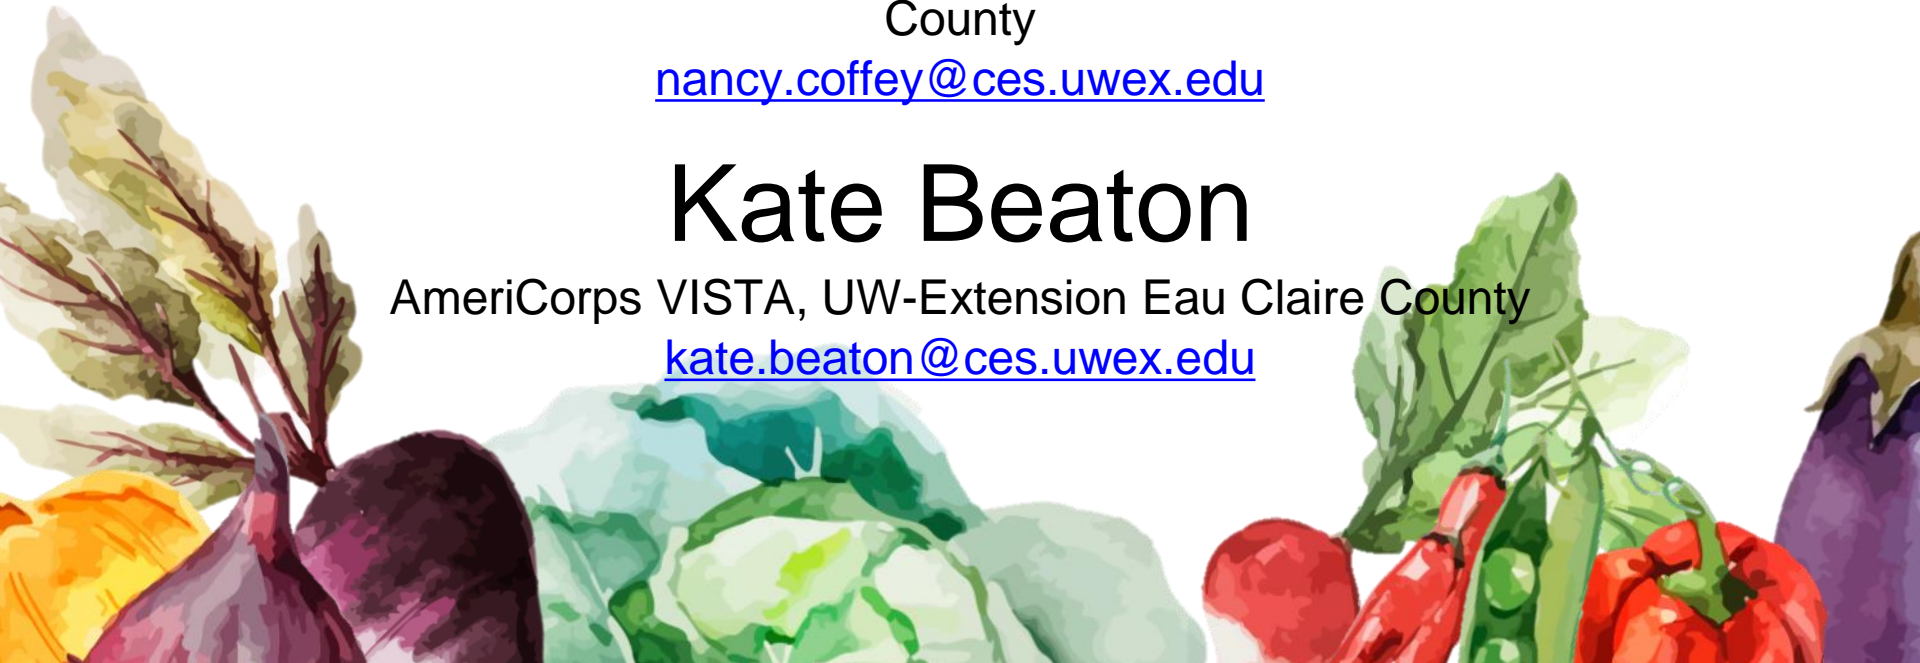 County
nancy.coffey@ces.uwex.edu
Kate Beaton
AmeriCorps VISTA, UW-Extension Eau Claire County
kate.beaton@ces.uwex.edu